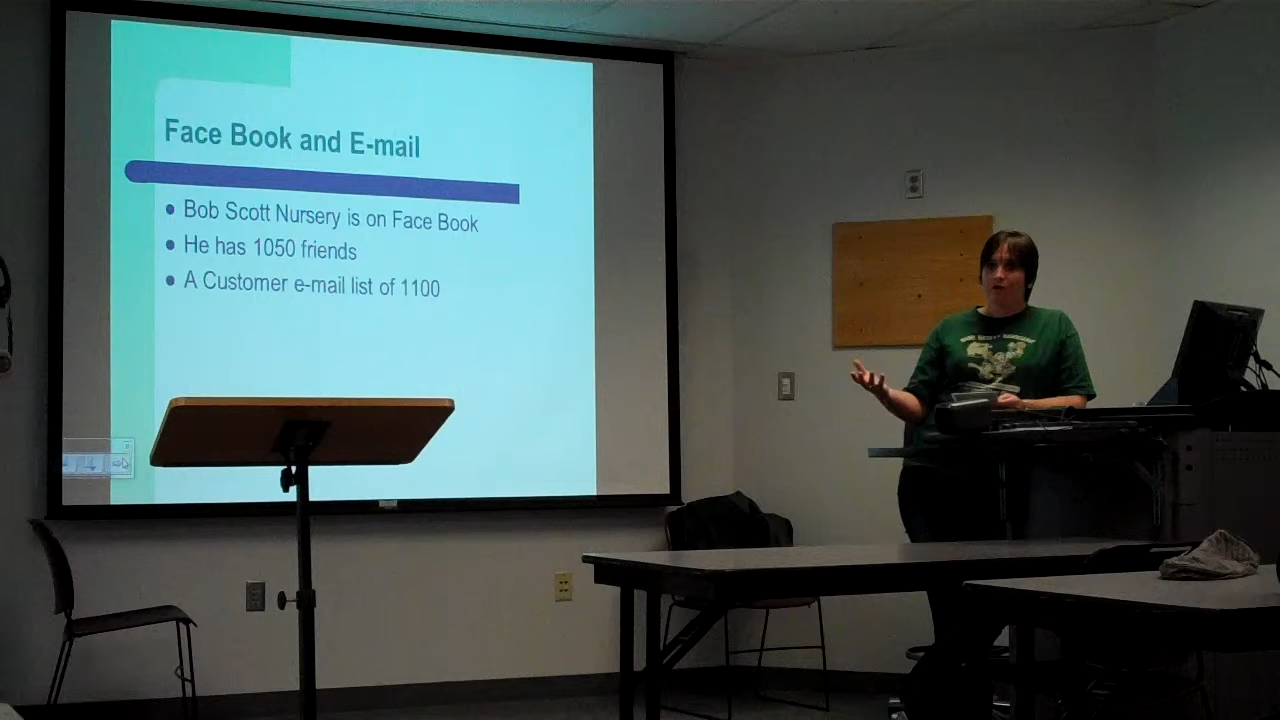 Face Book and E-mail
Bob Scott Nursery is on Face Book
He has 1050 friends
A Customer e-mail list of 1100